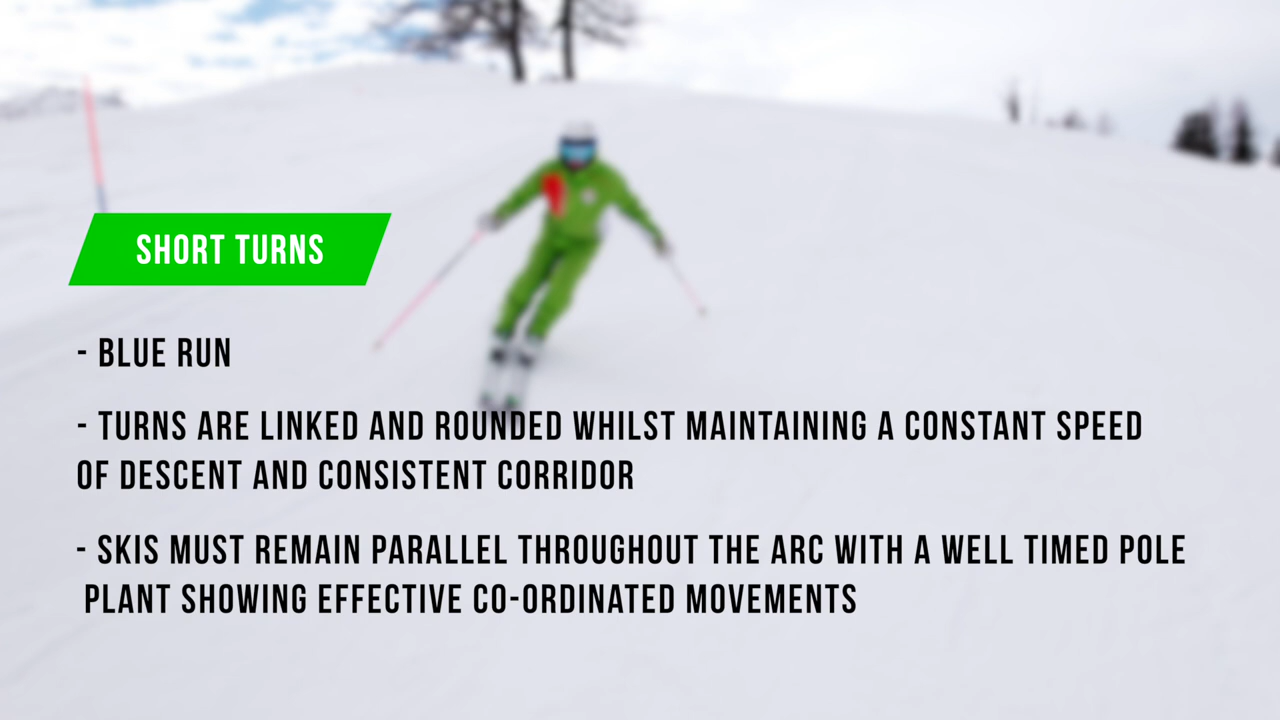 SHORT TURNS
- BLUE RUN
- TURNS ARE LINKED AND ROUNDED WHILST MAINTAINING A CONSTANT SPEED
OF DESCENT AND CONSISTENT CORRIDOR
- SKIS MUST REMAIN PARALLEL THROUGHOUT THE ARC WITH A WELL TIMED POLE
PLANT SHOWING EFFECTIVE CO-ORDINATED MOVEMENTS